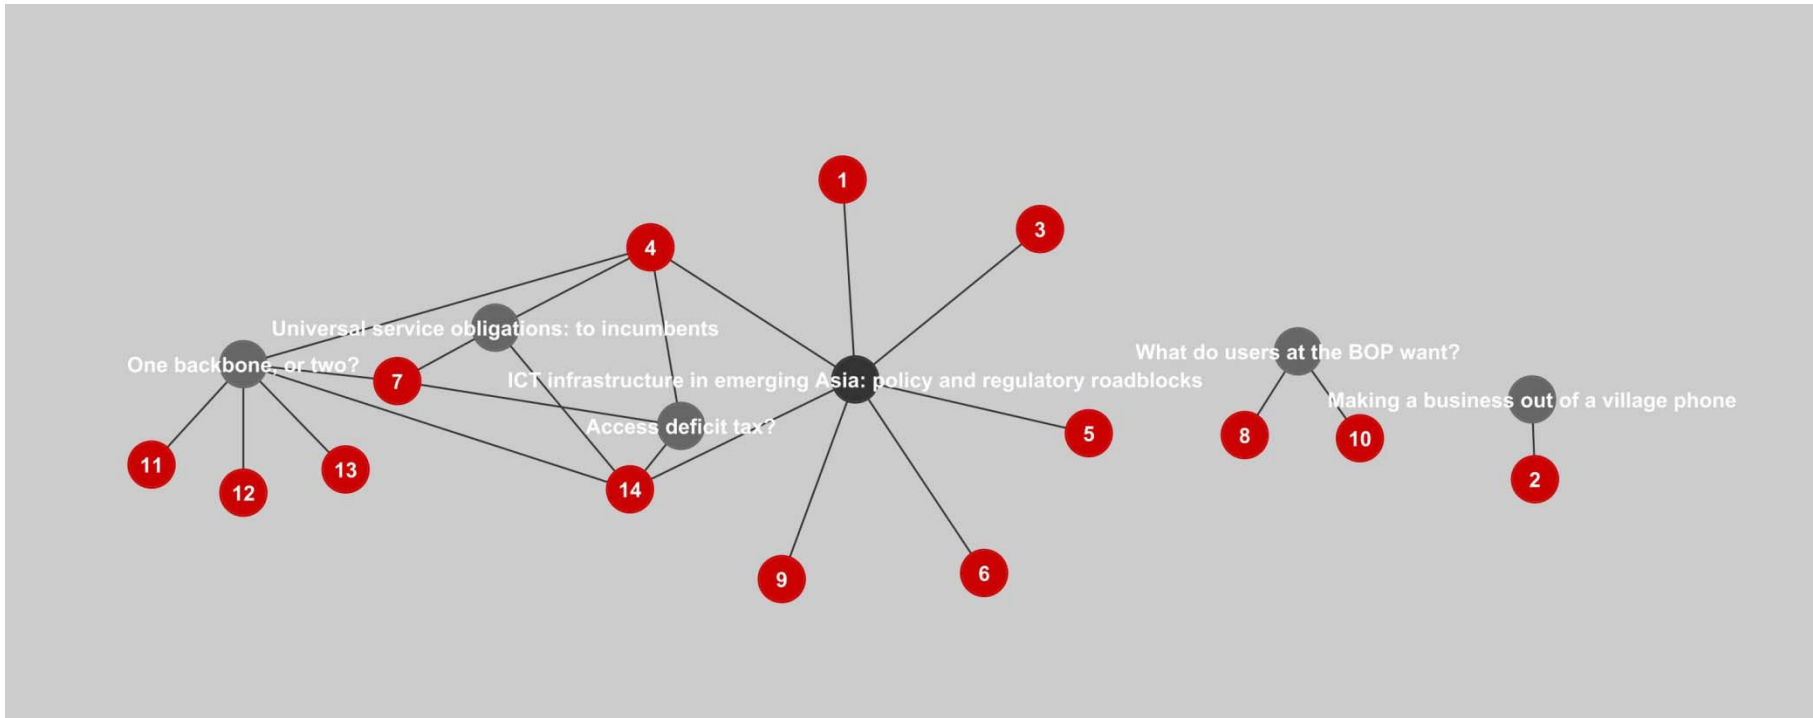 1
3
4
Universal service obligations: to incumbents
What do users at the BOP want?
One backbone, or two?
7
ICT infrastructure in emerging Asia: policy and regulatory roadblocks
Making a business out of a village phone
Access deficit tax?
5
8
10
11
13
2
14
12
6
9